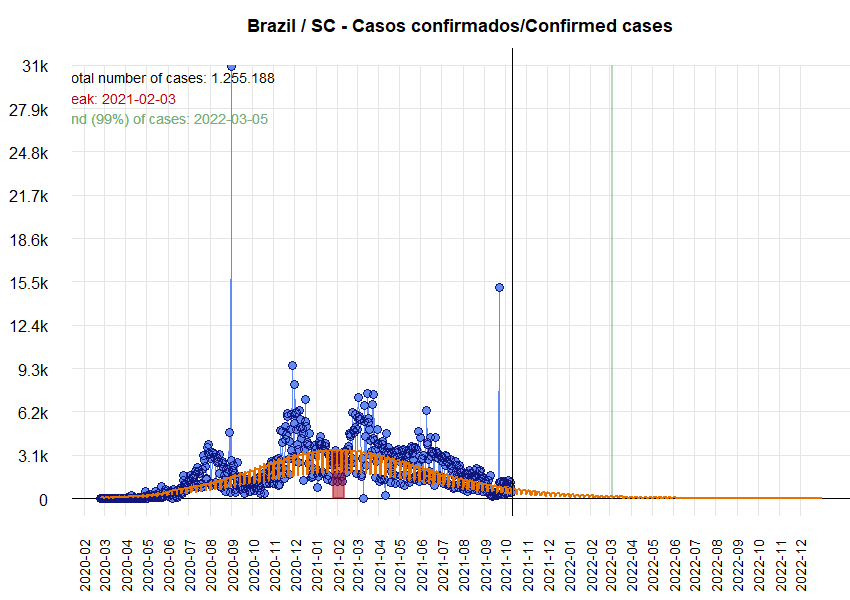 Brazil / SC - Casos confirmados/Confirmed cases
31k
otal number of cases: 1.255.188
eak: 2021-02-03
27.9k
nd (99%) of cases: 2022-03-05
24.8k
21.7k
18.6k
15.5k
12.4k
9.3k
6.2k
3.1k
0
2020-02
2020-03
2020-04
2020-05
2020-06
2020-07
2020-08
2020-09
2020-10
2020-11
2020-12
2021-01
2021-02
2021-03
2021-04
2021-05
2021-06
2021-07
2021-08
2021-09
2021-10
2021-11
2021-12
2022-01
2022-02
2022-03
2022-04
2022-05
2022-06
2022-07
2022-08
2022-09
2022-10
2022-11
2022-12